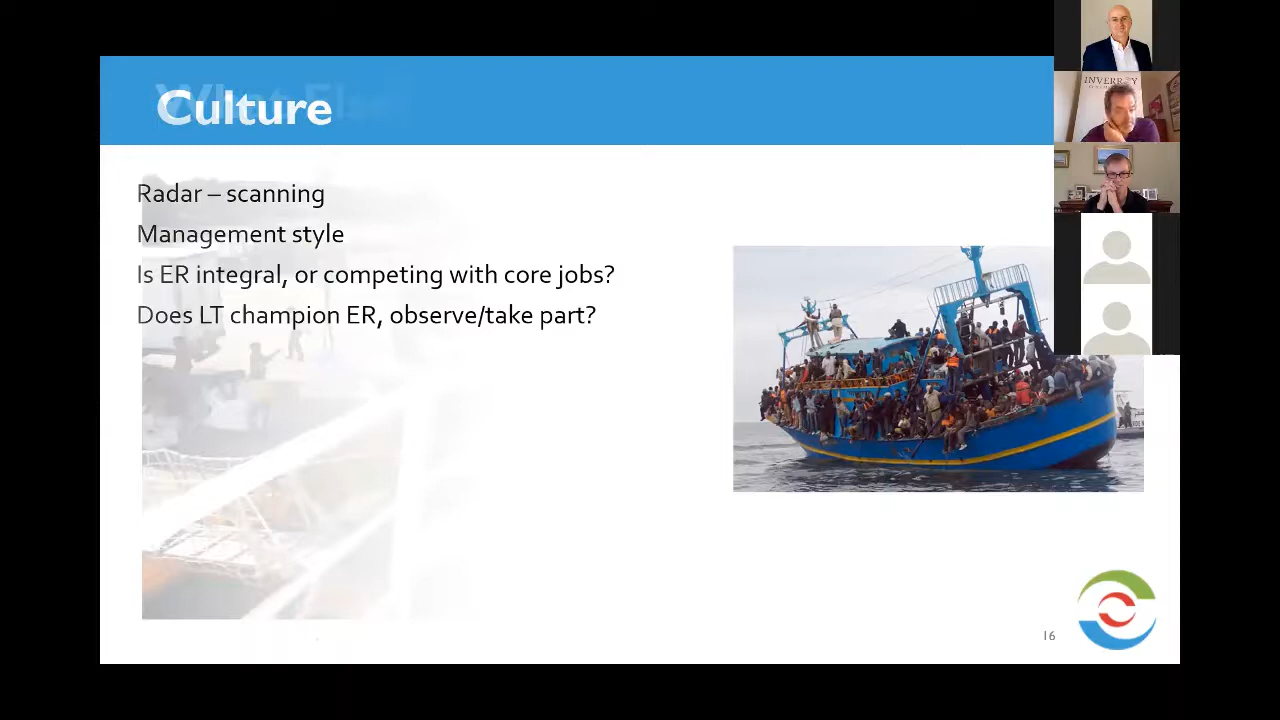 Culture
Radar – scanning
Management style
Is ER integral, or competing with core jobs?
Does LT champion ER, observe/take part?
16